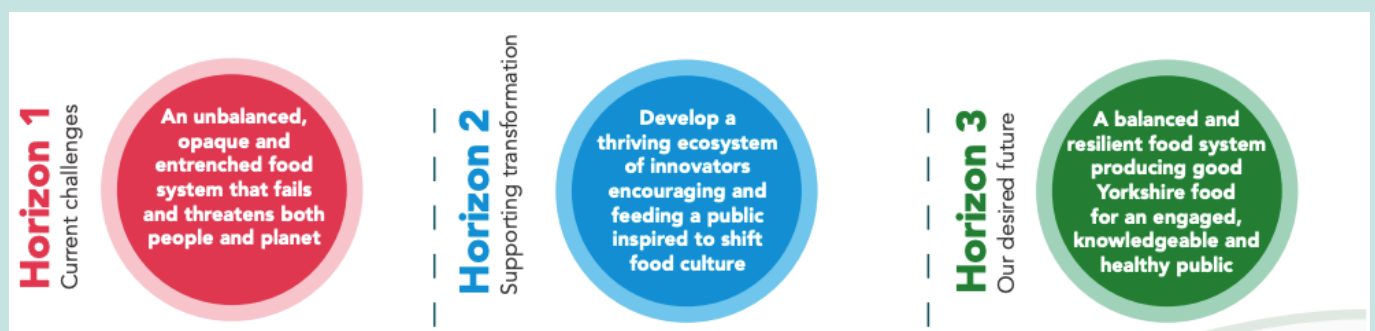 Horizon 1
Current challenges
An unbalanced,
opaque and
entrenched food
system that fails
and threatens both
people and planet
Horizon 2
Supporting transformation
Develop a
thriving ecosystem
of innovators
encouraging and
feeding a public
inspired to shift
food culture
Horizon 3
Our desired future
A balanced and
resilient food system
producing good
Yorkshire food
for an engaged,
knowledgeable and
healthy public